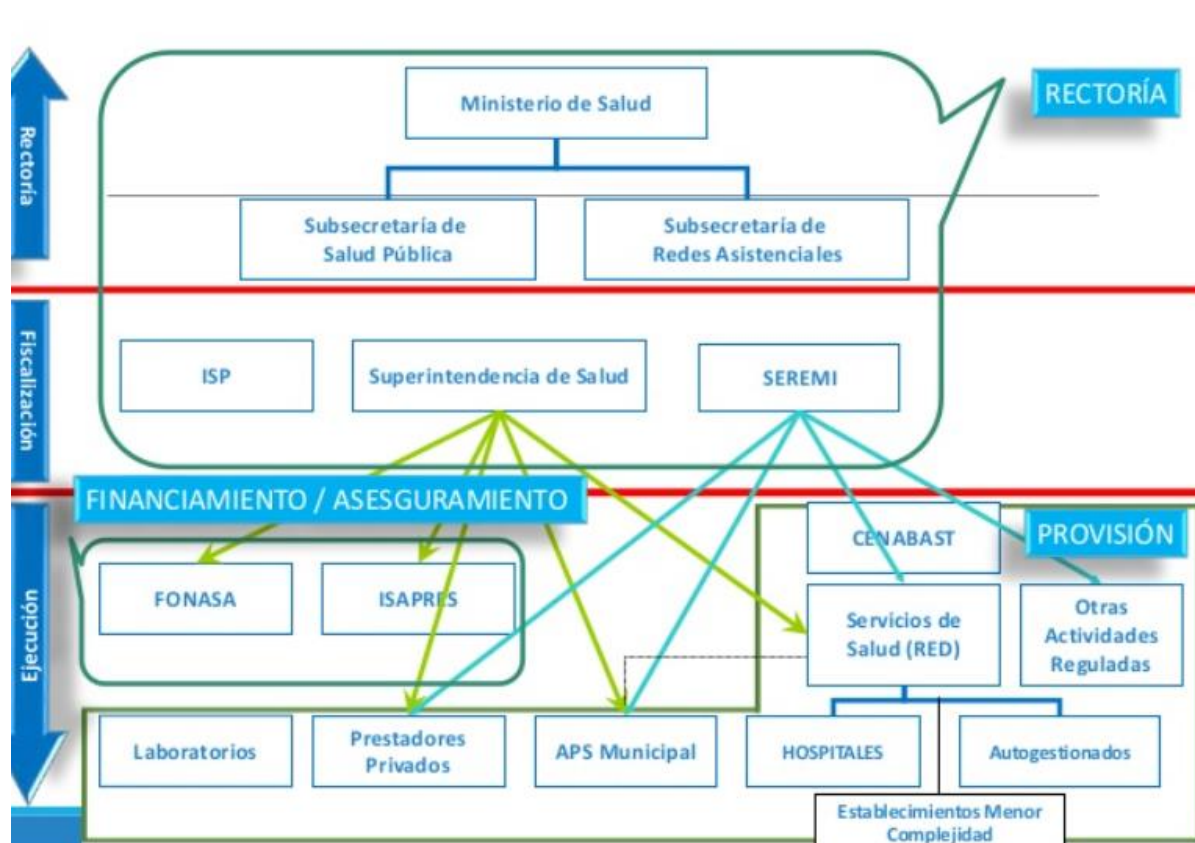 Rectoría
RECTORÍA
Ministerio de Salud
Subsecretaría de
Salud Pública
Subsecretaría de
Redes Asistenciales
Fiscalización
ISP
Superintendencia de Salud
SEREMI
FINANCIAMIENTO / ASESGURAMIENTO
Ejecución
FONASA
ISAPRES
CENABAST
PROVISIÓN
Servicios de
Salud (RED)
Otras
Actividades
Reguladas
Laboratorios
Prestadores
Privados
APS Municipal
HOSPITALES
Autogestionados
Establecimientos Menor
Complejidad